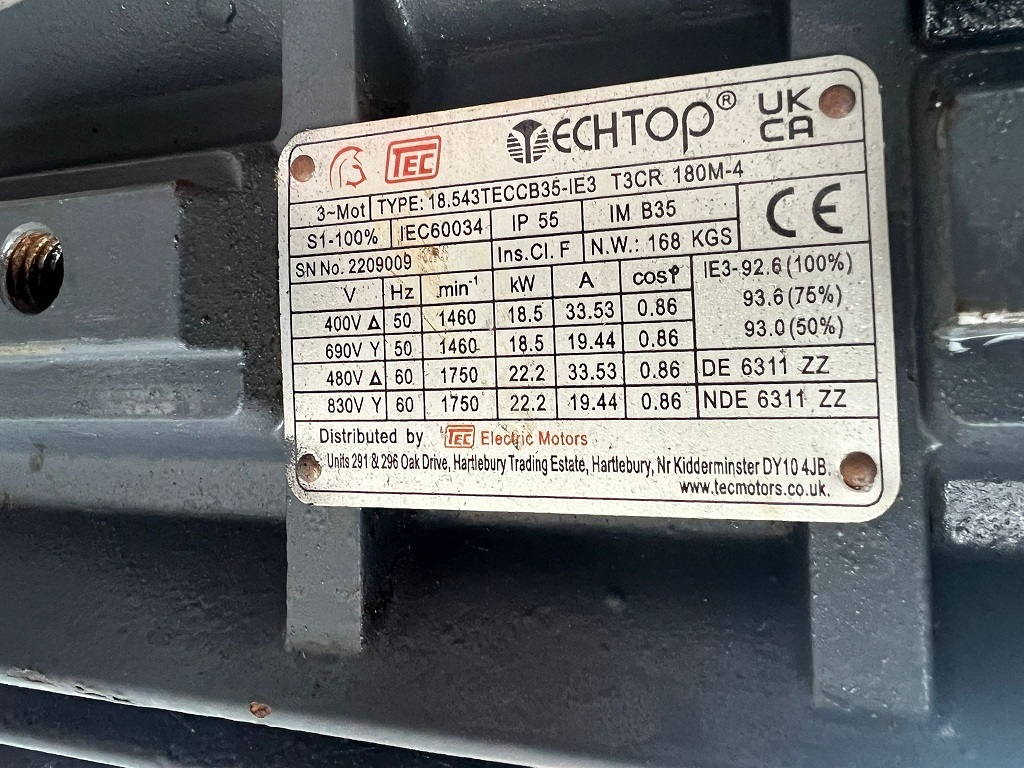 TEC TECHTOP® UK CA
3~Mot TYPE: 18.543TECCB35-IE3 T3CR 180M-4
S1-100% IEC60034 IP 55 IM B35 CE
SN No. 2209009 Ins.Cl. F N.W.: 168 KGS
V Hz min-1 kW A cosφ IE3-92.6(100%)
400V Δ 50 1460 18.5 33.53 0.86 93.6(75%)
690V Y 50 1460 18.5 19.44 0.86 93.0(50%)
480V Δ 60 1750 22.2 33.53 0.86 DE 6311 ZZ
830V Y 60 1750 22.2 19.44 0.86 NDE 6311 ZZ
Distributed by TEC Electric Motors
Units 291 & 296 Oak Drive, Hartlebury Trading Estate, Hartlebury, Nr Kidderminster DY10 4JB.
www.tecmotors.co.uk.